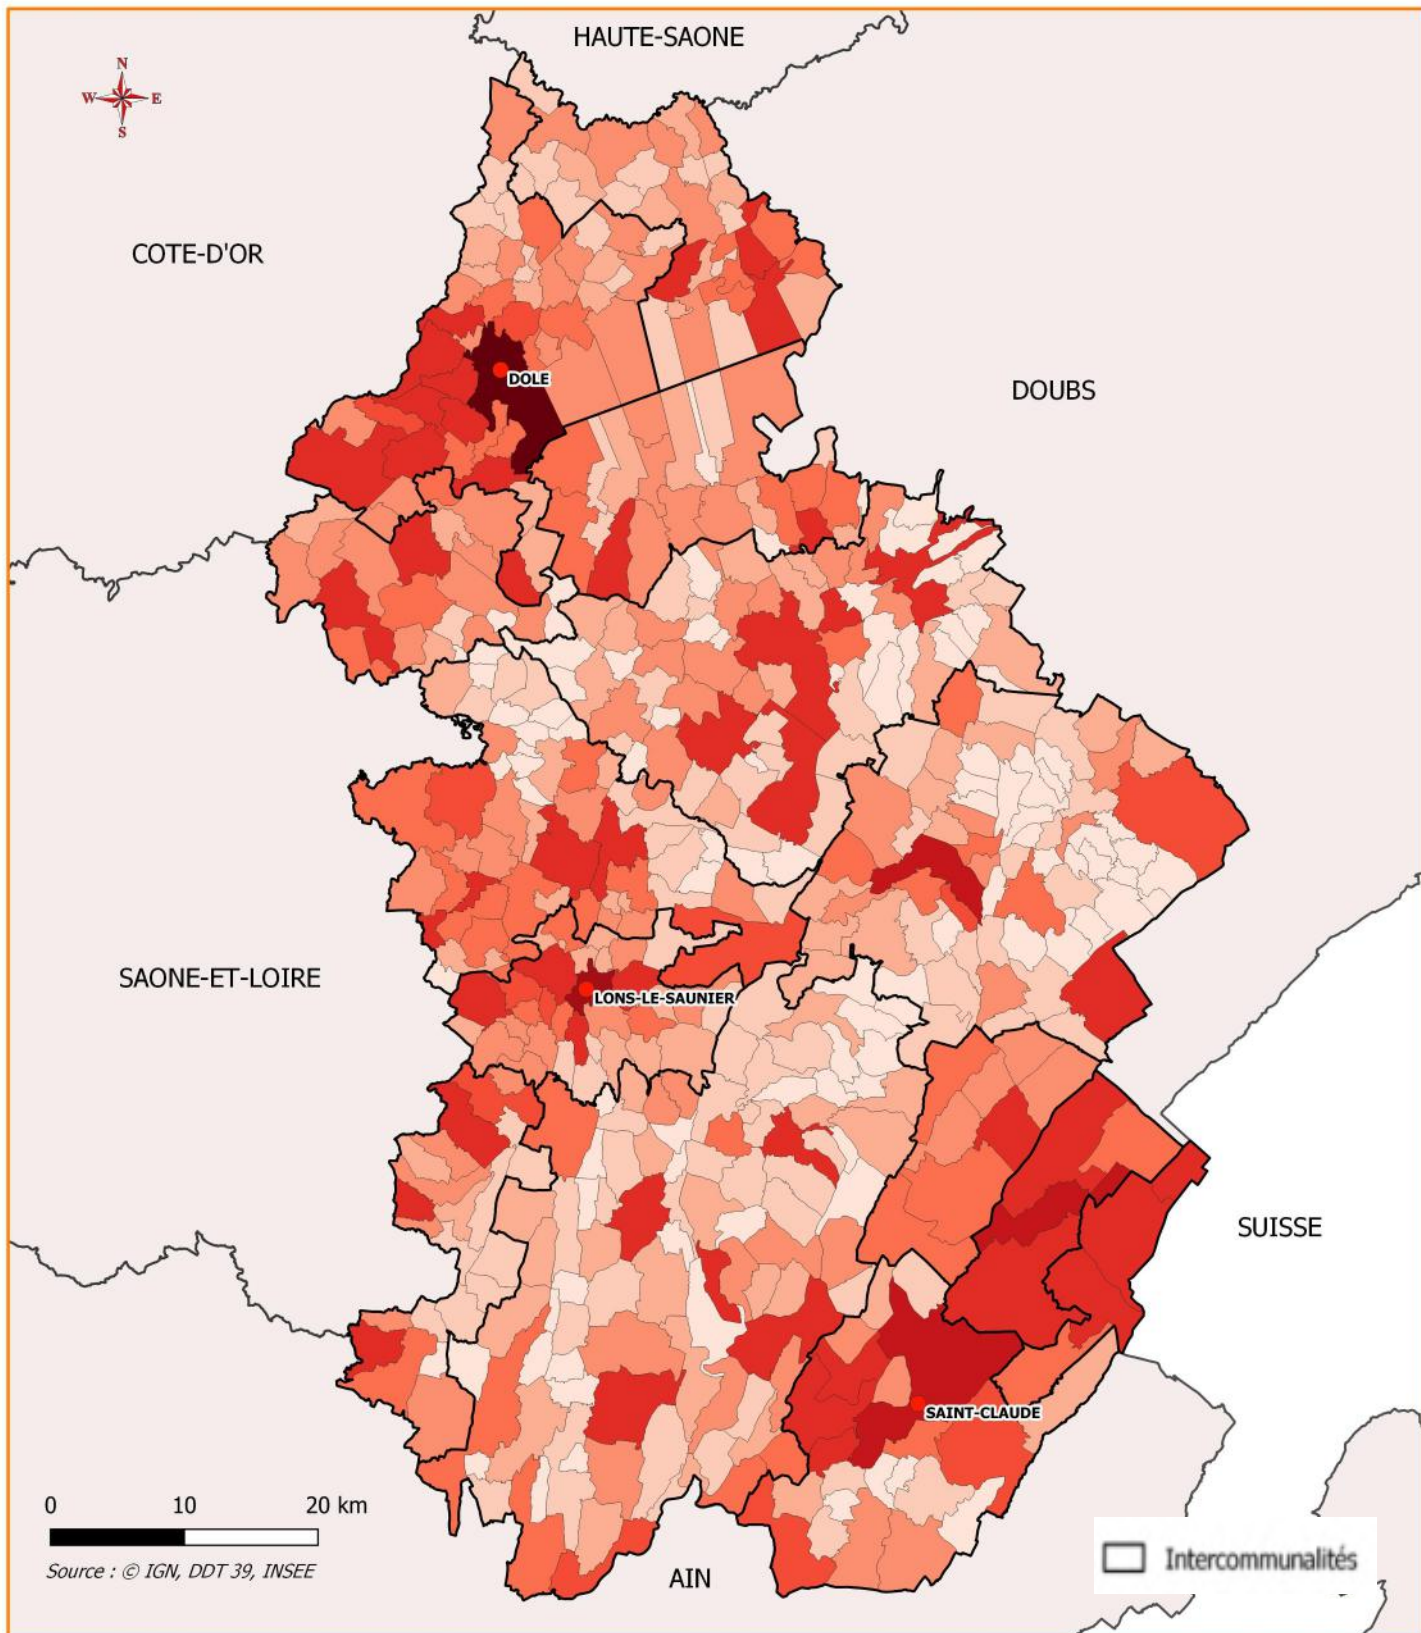 HAUTE-SAONE
N
W E
S
COTE-D'OR
DOLE
DOUBS
SAONE-ET-LOIRE
LONS-LE-SAUNIER
SUISSE
SAINT-CLAUDE
0 10 20 km
Source : © IGN, DDT 39, INSEE
AIN
Intercommunalités